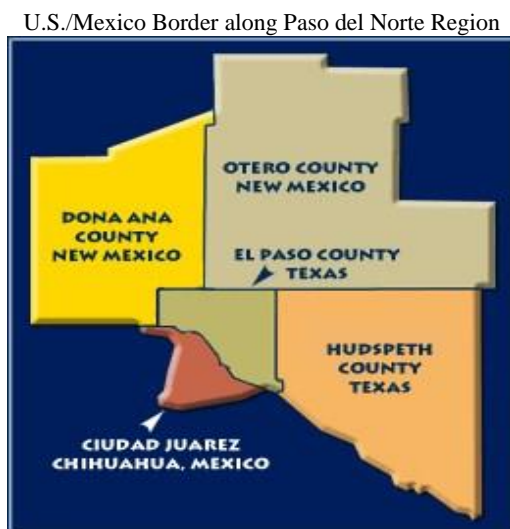 U.S./Mexico Border along Paso del Norte Region
OTERO COUNTY
NEW MEXICO
DONA ANA
COUNTY
NEW MEXICO
EL PASO COUNTY
TEXAS
HUDSPETH
COUNTY
TEXAS
CIUDAD JUAREZ
CHIHUAHUA, MEXICO